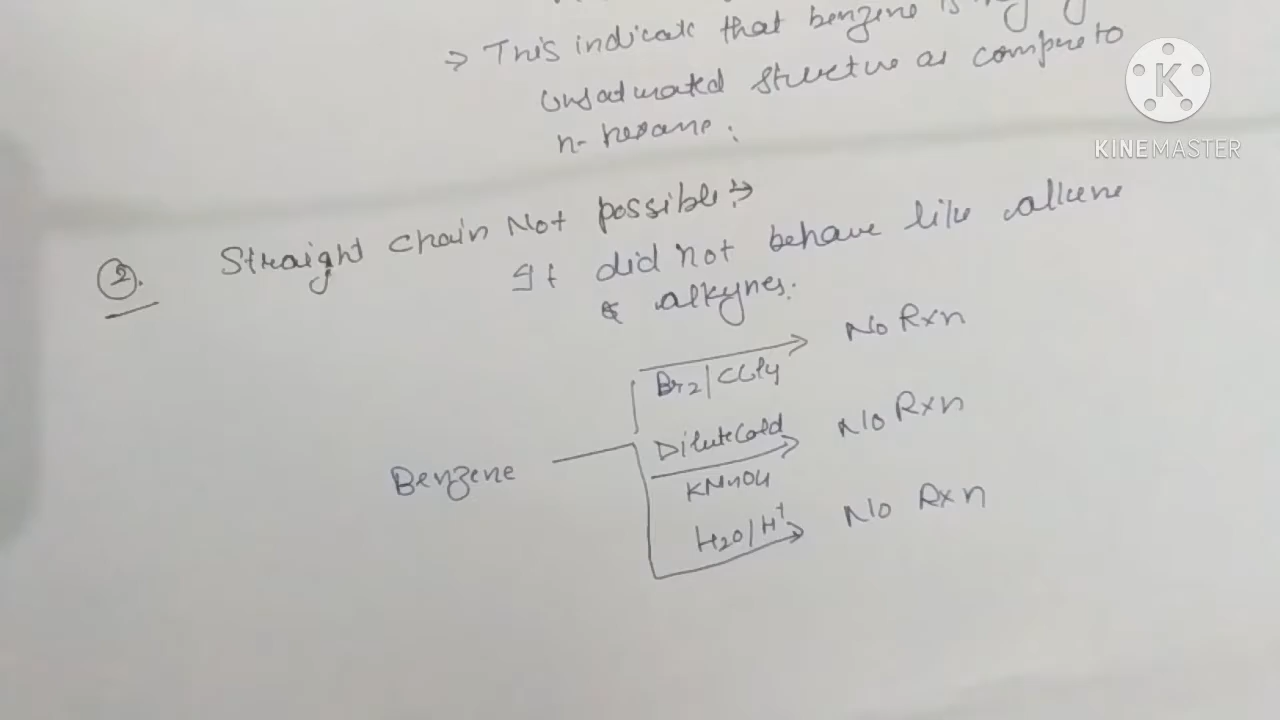 → This indicate that benzene is
unsaturated structure as compare to
n-hexane.
K
KINEMASTER
②. Straight chain Not possible :→
It did not behave like alkene
& alkynes.
Benzene
Br2/CCl4 → No Rxn
Dilute Cold
KMnO4 → No Rxn
H2O/H+ → No Rxn